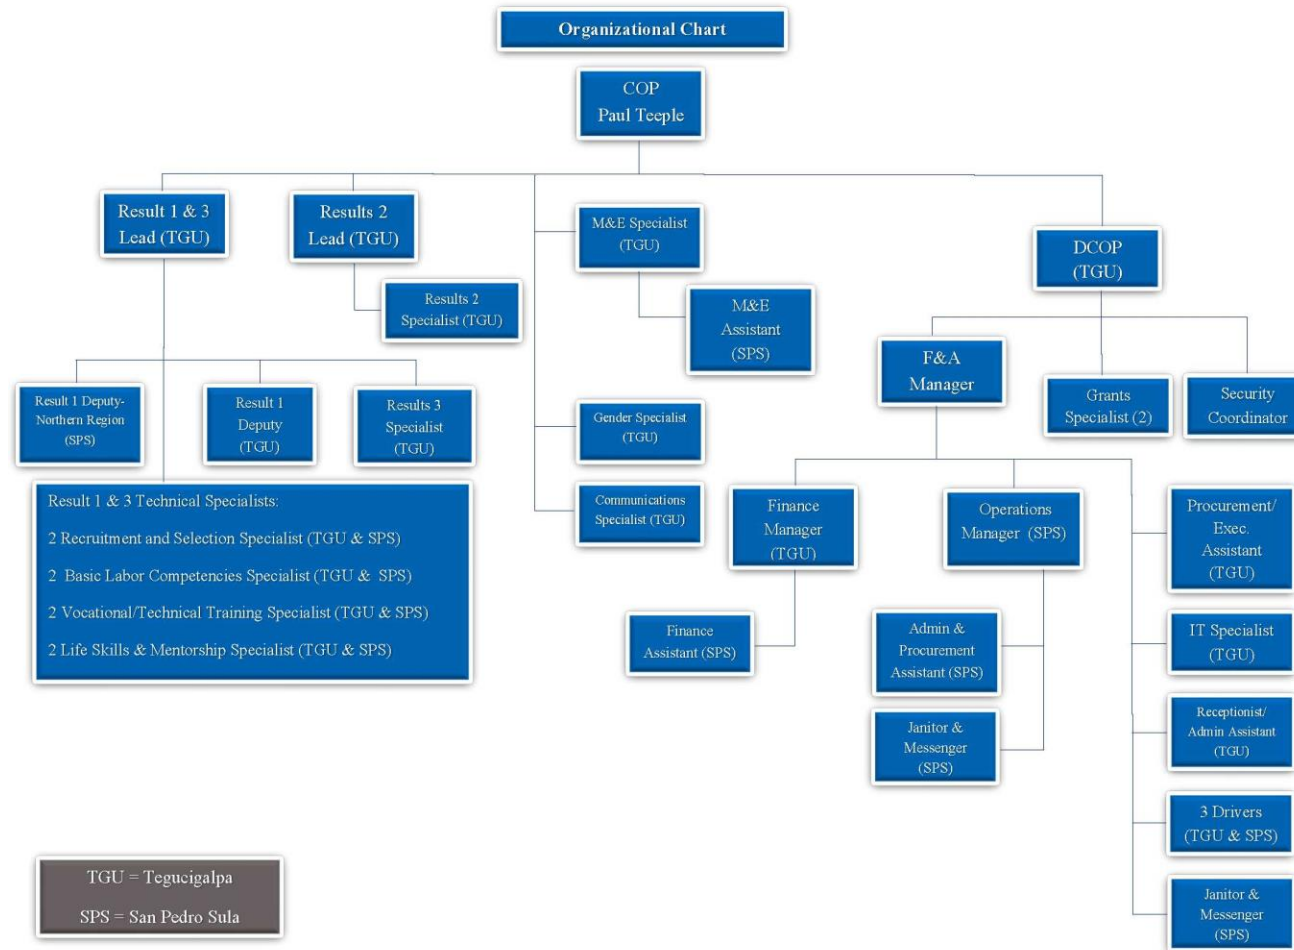 Organizational Chart
COP
Paul Teeple
Result 1 & 3
Lead (TGU)
Results 2
Lead (TGU)
M&E Specialist
(TGU)
DCOP
(TGU)
Results 2
Specialist (TGU)
M&E
Assistant
(SPS)
F&A
Manager
Grants
Specialist (2)
Security
Coordinator
Result 1 Deputy-
Northern Region
(SPS)
Result 1
Deputy
(TGU)
Results 3
Specialist
(TGU)
Gender Specialist
(TGU)
Communications
Specialist (TGU)
Result 1 & 3 Technical Specialists:
2 Recruitment and Selection Specialist (TGU & SPS)
2 Basic Labor Competencies Specialist (TGU & SPS)
2 Vocational/Technical Training Specialist (TGU & SPS)
2 Life Skills & Mentorship Specialist (TGU & SPS)
Finance
Manager
(TGU)
Operations
Manager (SPS)
Procurement/
Exec.
Assistant
(TGU)
Finance
Assistant (SPS)
Admin &
Procurement
Assistant (SPS)
IT Specialist
(TGU)
Janitor &
Messenger
(SPS)
Receptionist/
Admin Assistant
(TGU)
3 Drivers
(TGU & SPS)
Janitor &
Messenger
(SPS)
TGU = Tegucigalpa
SPS = San Pedro Sula